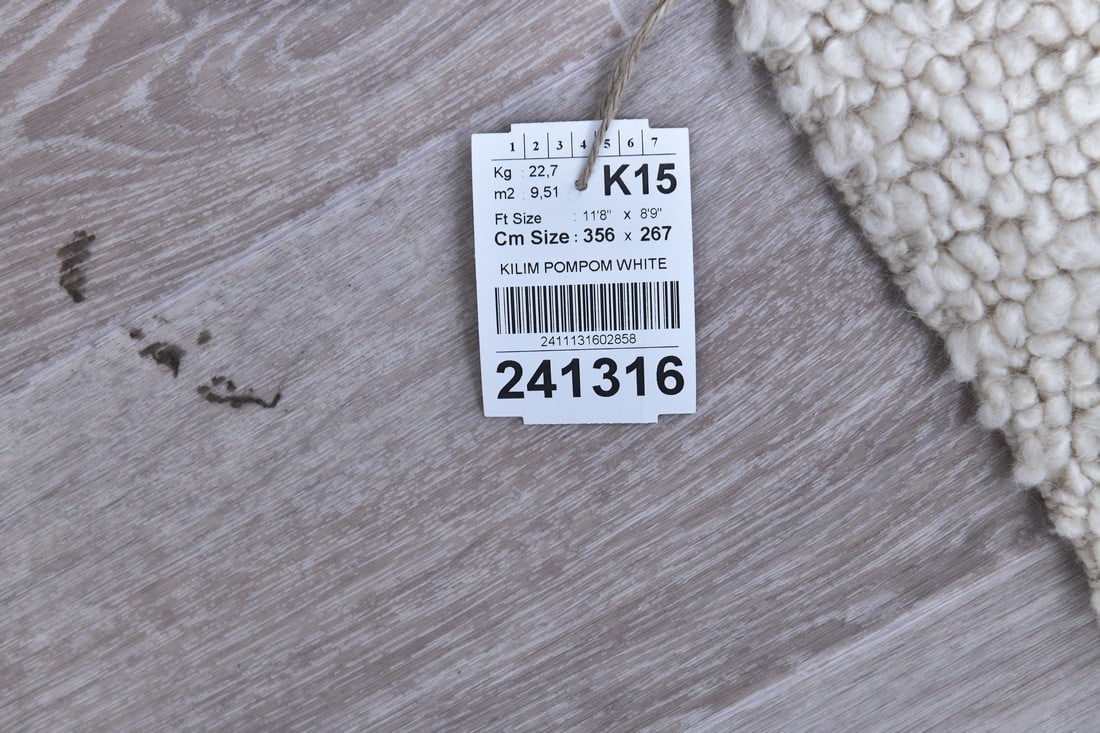 1 2 3 4 5 6 7
Kg : 22,7
m2 : 9,51
K15
Ft Size : 11'8" x 8'9"
Cm Size : 356 x 267
KILIM POMPOM WHITE
2411131602858
241316